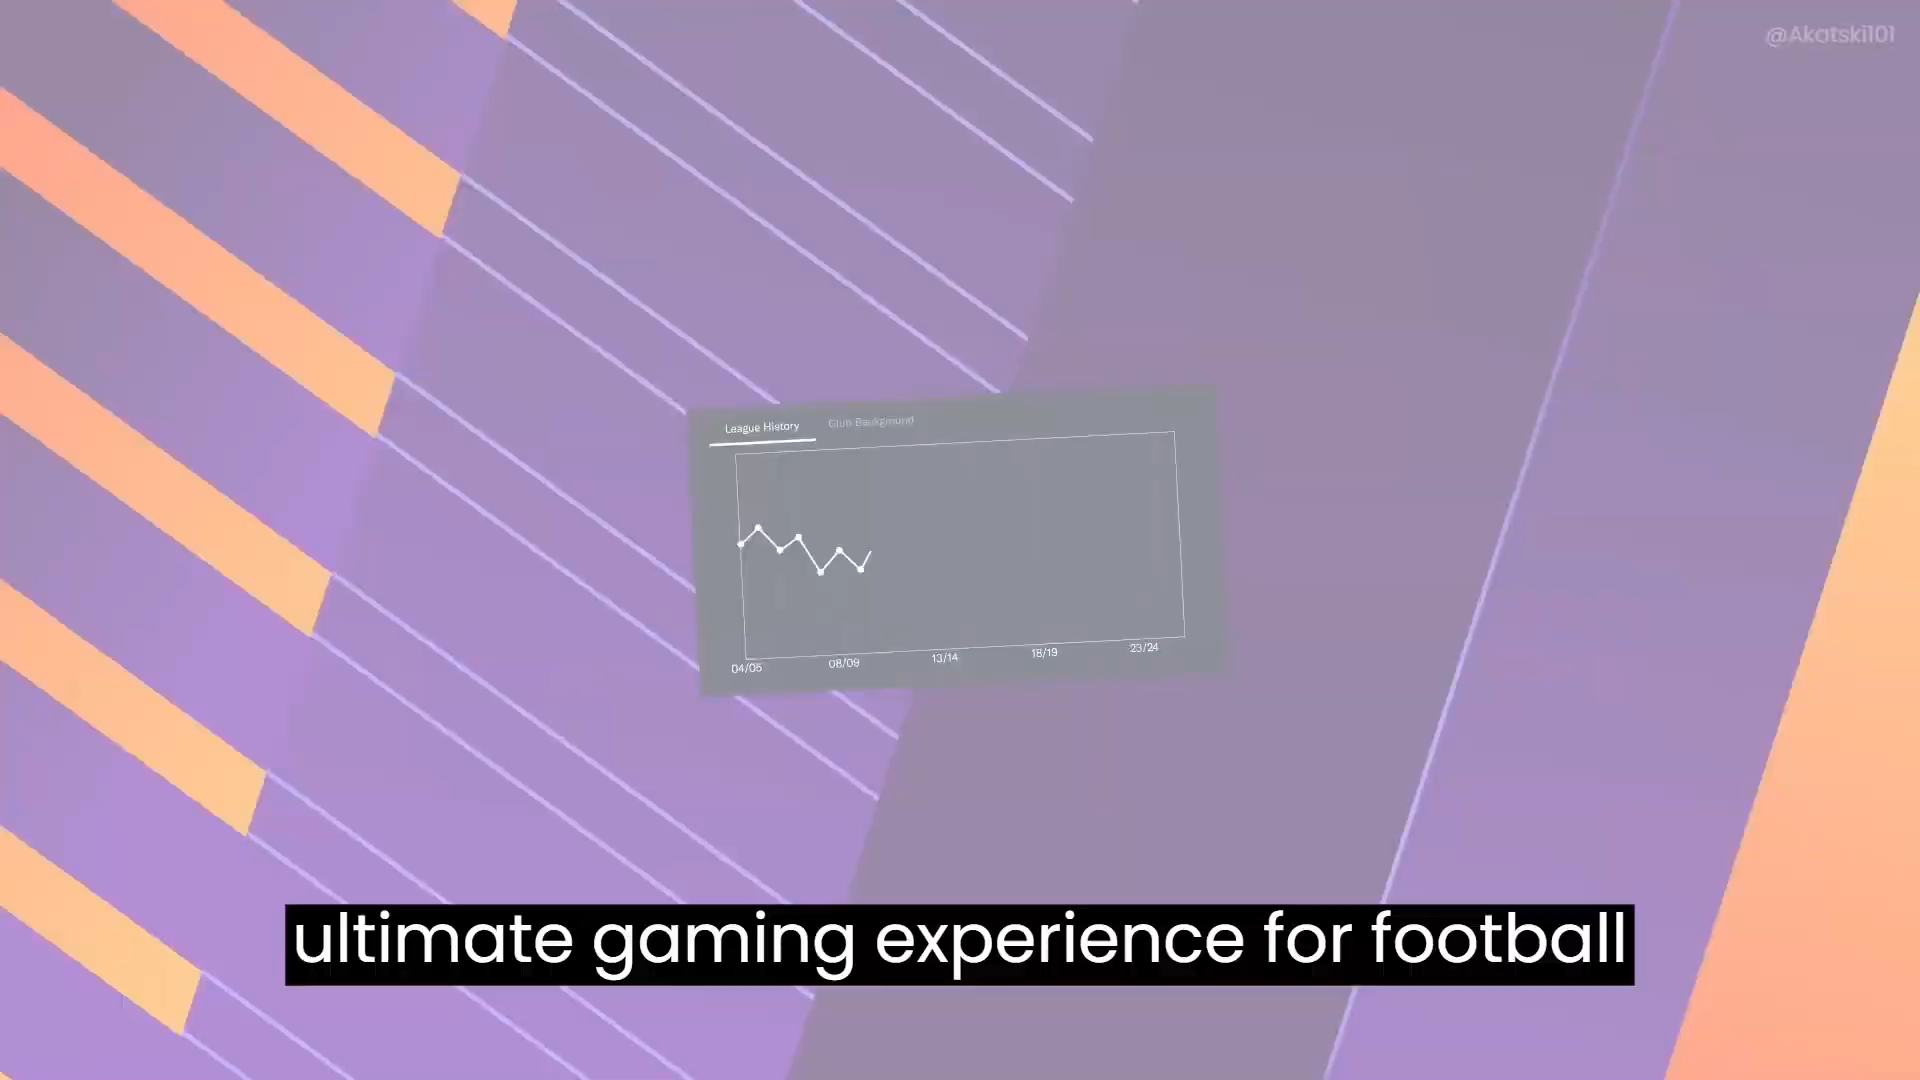 @Akatski101
League History
Club Background
04/05
08/09
13/14
18/19
23/24
ultimate gaming experience for football